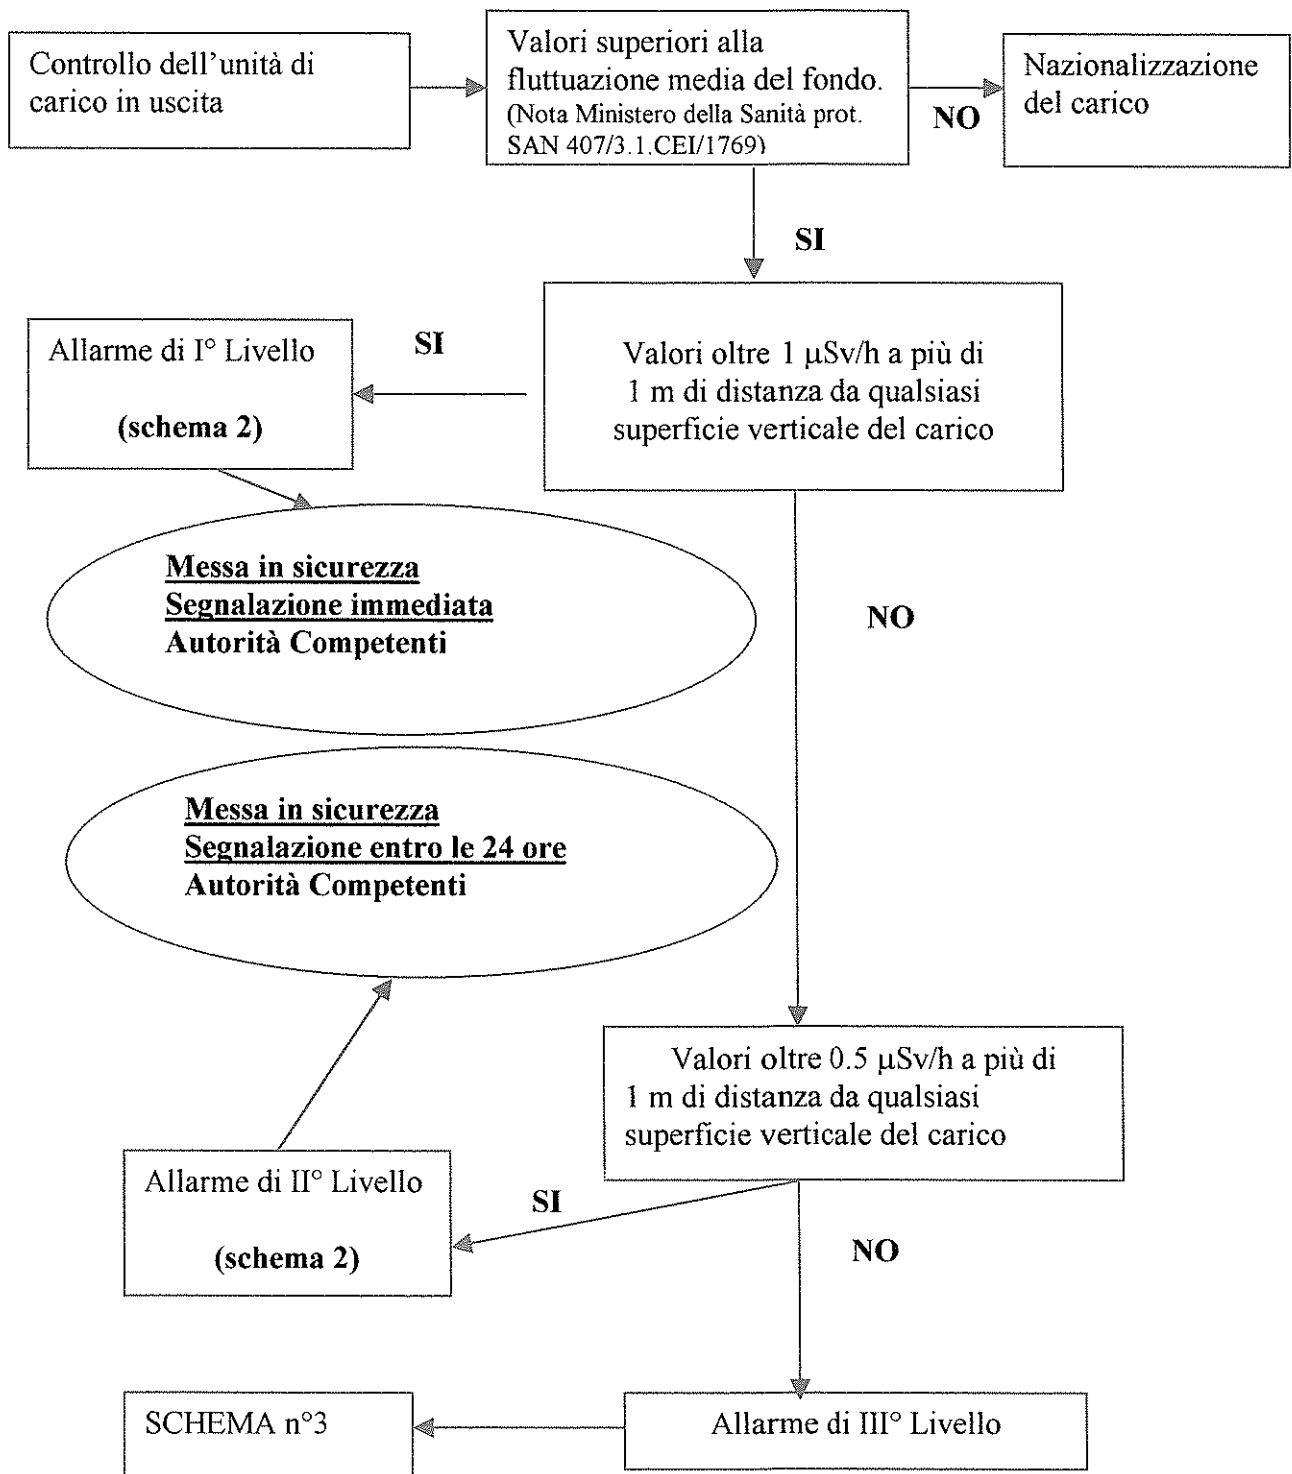 Controllo dell'unità di
carico in uscita
Valori superiori alla
fluttuazione media del fondo.
(Nota Ministero della Sanità prot.
SAN 407/3.1.CEI/1769)
NO
Nazionalizzazione
del carico
SI
Valori oltre 1 µSv/h a più di
1 m di distanza da qualsiasi
superficie verticale del carico
SI
Allarme di I° Livello
(schema 2)
Messa in sicurezza
Segnalazione immediata
Autorità Competenti
NO
Messa in sicurezza
Segnalazione entro le 24 ore
Autorità Competenti
Valori oltre 0.5 µSv/h a più di
1 m di distanza da qualsiasi
superficie verticale del carico
SI
Allarme di II° Livello
(schema 2)
NO
Allarme di III° Livello
SCHEMA n°3